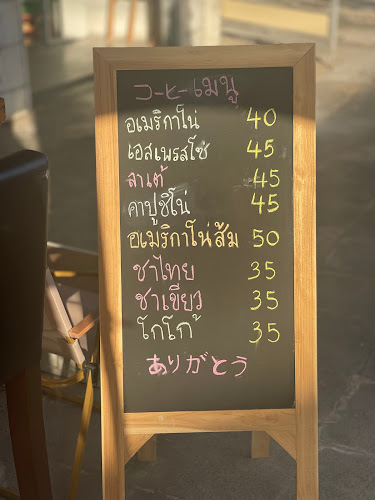 コーヒーเมนู
อเมริกาโน่ 40
เอสเพรสโซ่ 45
ลาเต้ 45
คาปูชิโน่ 45
อเมริกาโน่ส้ม 50
ชาไทย 35
ชาเขียว 35
โกโก้ 35
ありがとう